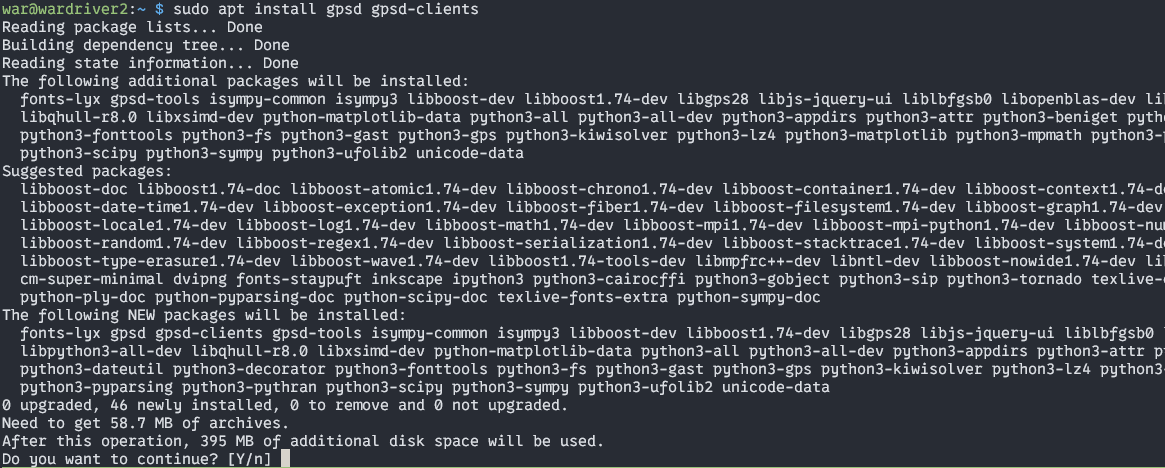 war@wardriver2:~ $ sudo apt install gpsd gpsd-clients
Reading package lists... Done
Building dependency tree... Done
Reading state information... Done
The following additional packages will be installed:
  fonts-lyx gpsd-tools isympy-common isympy3 libboost-dev libboost1.74-dev libgps28 libjs-jquery-ui liblbfgsb0 libopenblas-dev
  libqhull-r8.0 libxsimd-dev python-matplotlib-data python3-all python3-all-dev python3-appdirs python3-attr python3-beniget
  python3-fonttools python3-fs python3-gast python3-gps python3-kiwisolver python3-lz4 python3-matplotlib python3-mpmath
  python3-scipy python3-sympy python3-ufolib2 unicode-data
Suggested packages:
  libboost-doc libboost1.74-doc libboost-atomic1.74-dev libboost-chrono1.74-dev libboost-container1.74-dev libboost-context1.74-d
  libboost-date-time1.74-dev libboost-exception1.74-dev libboost-fiber1.74-dev libboost-filesystem1.74-dev libboost-graph1.74-
  libboost-locale1.74-dev libboost-log1.74-dev libboost-math1.74-dev libboost-mpi1.74-dev libboost-mpi-python1.74-dev
  libboost-random1.74-dev libboost-regex1.74-dev libboost-serialization1.74-dev libboost-stacktrace1.74-dev libboost-system1.74-d
  libboost-type-erasure1.74-dev libboost-wave1.74-dev libboost1.74-tools-dev libmpfrc++-dev libntl-dev libboost-nowide1.74-dev
  cm-super-minimal dvipng fonts-staypuft inkscape ipython3 python3-cairocffi python3-gobject python3-sip python3-tornado texlive-
  python-ply-doc python-pyparsing-doc python-scipy-doc texlive-fonts-extra python-sympy-doc
The following NEW packages will be installed:
  fonts-lyx gpsd gpsd-clients gpsd-tools isympy-common isympy3 libboost-dev libboost1.74-dev libgps28 libjs-jquery-ui liblbfgsb0
  libpython3-all-dev libqhull-r8.0 libxsimd-dev python-matplotlib-data python3-all python3-all-dev python3-appdirs python3-attr
  python3-dateutil python3-decorator python3-fonttools python3-fs python3-gast python3-gps python3-kiwisolver python3-lz4 python3-
  python3-pyparsing python3-pythran python3-scipy python3-sympy python3-ufolib2 unicode-data
0 upgraded, 46 newly installed, 0 to remove and 0 not upgraded.
Need to get 58.7 MB of archives.
After this operation, 395 MB of additional disk space will be used.
Do you want to continue? [Y/n]